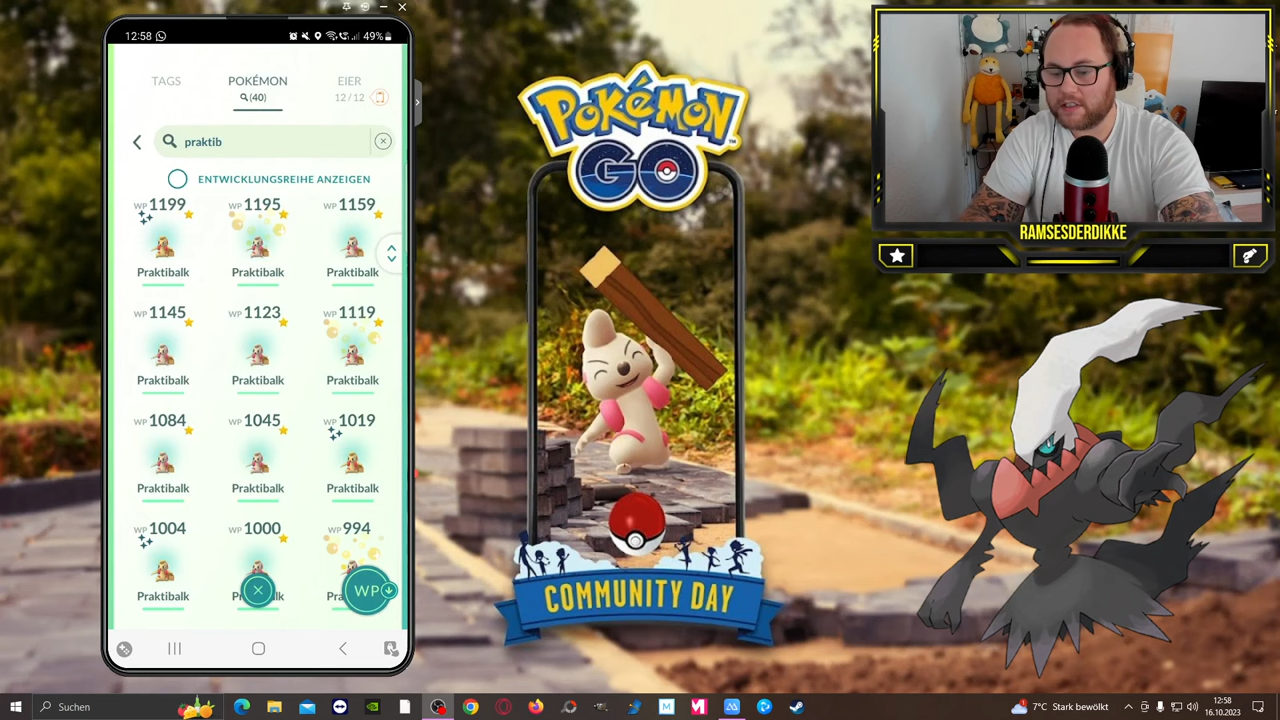 12:58
49%
TAGS
POKÉMON
(40)
EIER
12 / 12
praktib
ENTWICKLUNGSREIHE ANZEIGEN
WP 1199
WP 1195
WP 1159
Praktibalk
Praktibalk
Praktibalk
WP 1145
WP 1123
WP 1119
Praktibalk
Praktibalk
Praktibalk
WP 1084
WP 1045
WP 1019
Praktibalk
Praktibalk
Praktibalk
WP 1004
WP 1000
WP 994
Praktibalk
WP
POKÉMON
GO
COMMUNITY DAY
RAMSESDERDIKKE
Suchen
7°C Stark bewölkt
12:58
16.10.2023